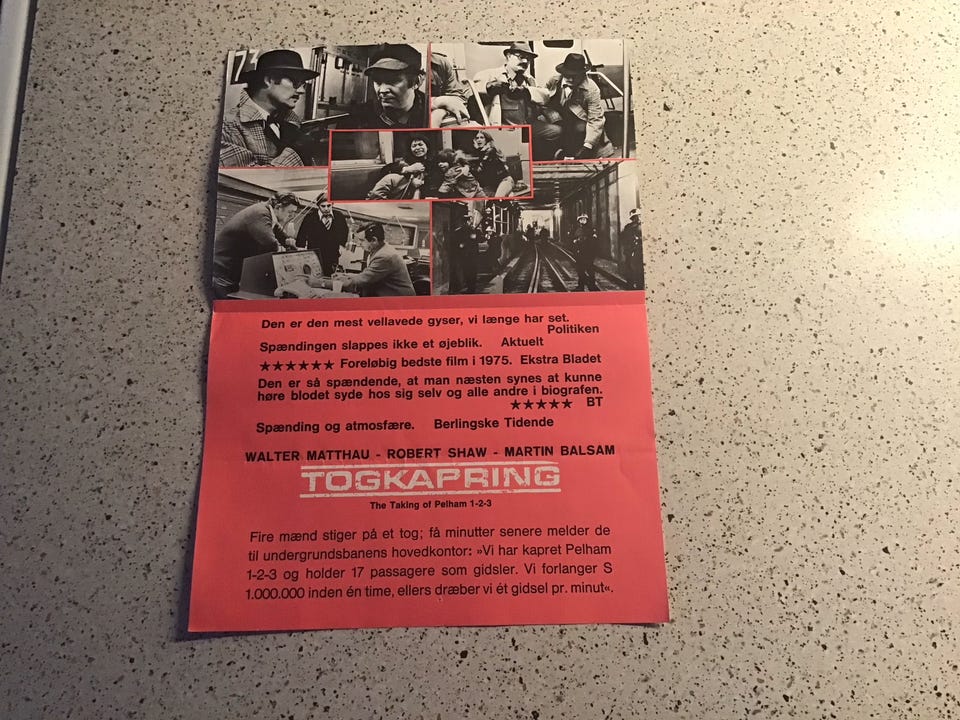 Den er den mest vellavede gyser, vi længe har set.
Politiken
Spændingen slappes ikke et øjeblik. Aktuelt
★★★★★★ Foreløbig bedste film i 1975. Ekstra Bladet
Den er så spændende, at man næsten synes at kunne
høre blodet syde hos sig selv og alle andre i biografen.
★★★★★ BT
Spænding og atmosfære. Berlingske Tidende
WALTER MATTHAU - ROBERT SHAW - MARTIN BALSAM
TOGKAPRING
The Taking of Pelham 1-2-3
Fire mænd stiger på et tog; få minutter senere melder de
til undergrundsbanens hovedkontor: »Vi har kapret Pelham
1-2-3 og holder 17 passagere som gidsler. Vi forlanger S
1.000.000 inden én time, ellers dræber vi ét gidsel pr. minut«.